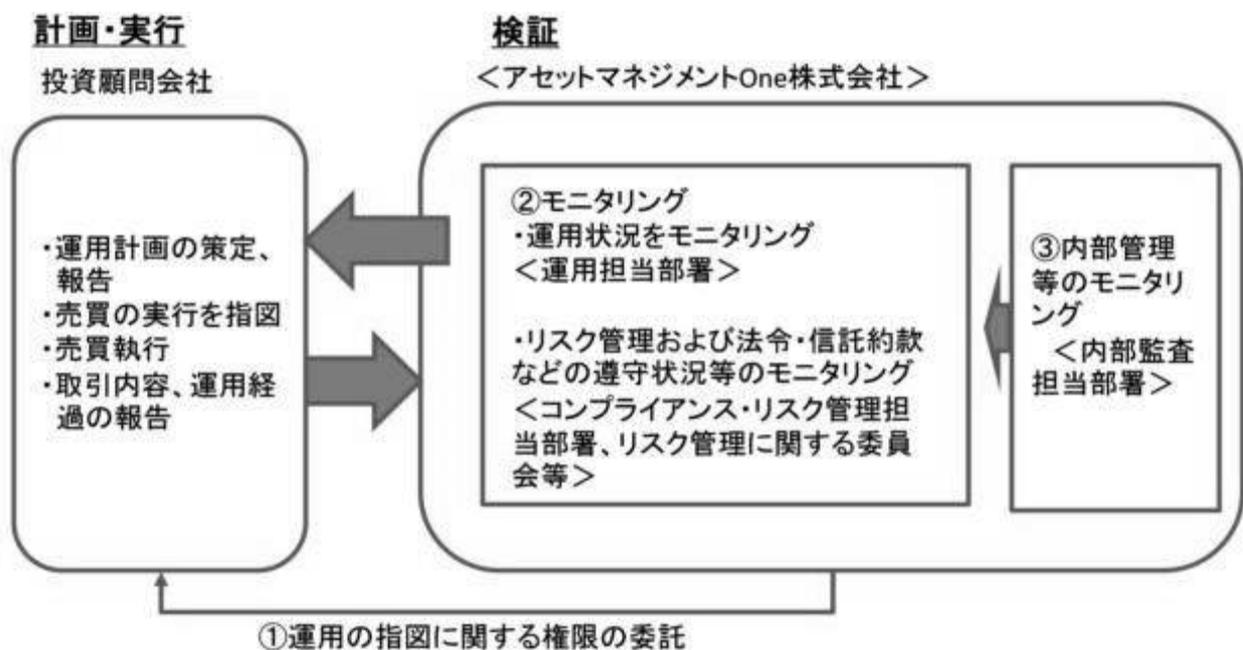 計画・実行
投資顧問会社
・運用計画の策定、
報告
・売買の実行を指図
・売買執行
・取引内容、運用経
過の報告
検証
＜アセットマネジメントOne株式会社＞
②モニタリング
・運用状況をモニタリング
＜運用担当部署＞
・リスク管理および法令・信託約款
などの遵守状況等のモニタリング
＜コンプライアンス・リスク管理担
当部署、リスク管理に関する委員
会等＞
③内部管理
等のモニタリ
ング
＜内部監査
担当部署＞
①運用の指図に関する権限の委託